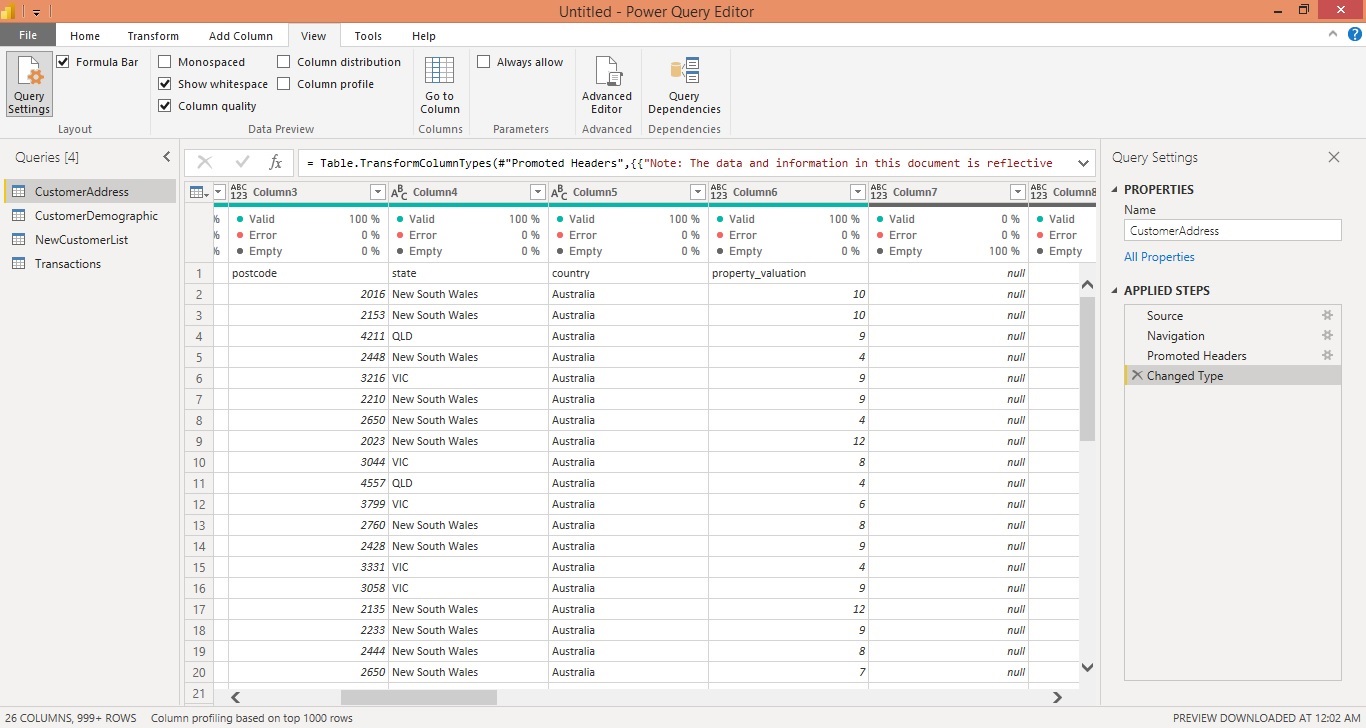 Untitled - Power Query Editor
File Home Transform Add Column View Tools Help
Query Settings
Formula Bar
Layout
Monospaced
Show whitespace
Column quality
Column distribution
Column profile
Data Preview
Go to Column
Columns
Always allow
Parameters
Advanced Editor
Advanced
Query Dependencies
Dependencies
Queries [4]
CustomerAddress
CustomerDemographic
NewCustomerList
Transactions
fx = Table.TransformColumnTypes(#"Promoted Headers",{{"Note: The data and information in this document is reflective
ABC 123 Column3 ABC Column4 ABC Column5 ABC 123 Column6 ABC 123 Column7 ABC 123 Column8
% Valid 100 % Valid 100 % Valid 100 % Valid 100 % Valid 0 % Valid
% Error 0 % Error 0 % Error 0 % Error 0 % Error 0 % Error
% Empty 0 % Empty 0 % Empty 0 % Empty 0 % Empty 100 % Empty
1 postcode state country property_valuation null
2 2016 New South Wales Australia 10 null
3 2153 New South Wales Australia 10 null
4 4211 QLD Australia 9 null
5 2448 New South Wales Australia 4 null
6 3216 VIC Australia 9 null
7 2210 New South Wales Australia 9 null
8 2650 New South Wales Australia 4 null
9 2023 New South Wales Australia 12 null
10 3044 VIC Australia 8 null
11 4557 QLD Australia 4 null
12 3799 VIC Australia 6 null
13 2760 New South Wales Australia 8 null
14 2428 New South Wales Australia 9 null
15 3331 VIC Australia 4 null
16 3058 VIC Australia 9 null
17 2135 New South Wales Australia 12 null
18 2233 New South Wales Australia 9 null
19 2444 New South Wales Australia 8 null
20 2650 New South Wales Australia 7 null
21
Query Settings
PROPERTIES
Name
CustomerAddress
All Properties
APPLIED STEPS
Source
Navigation
Promoted Headers
Changed Type
26 COLUMNS, 999+ ROWS Column profiling based on top 1000 rows PREVIEW DOWNLOADED AT 12:02 AM